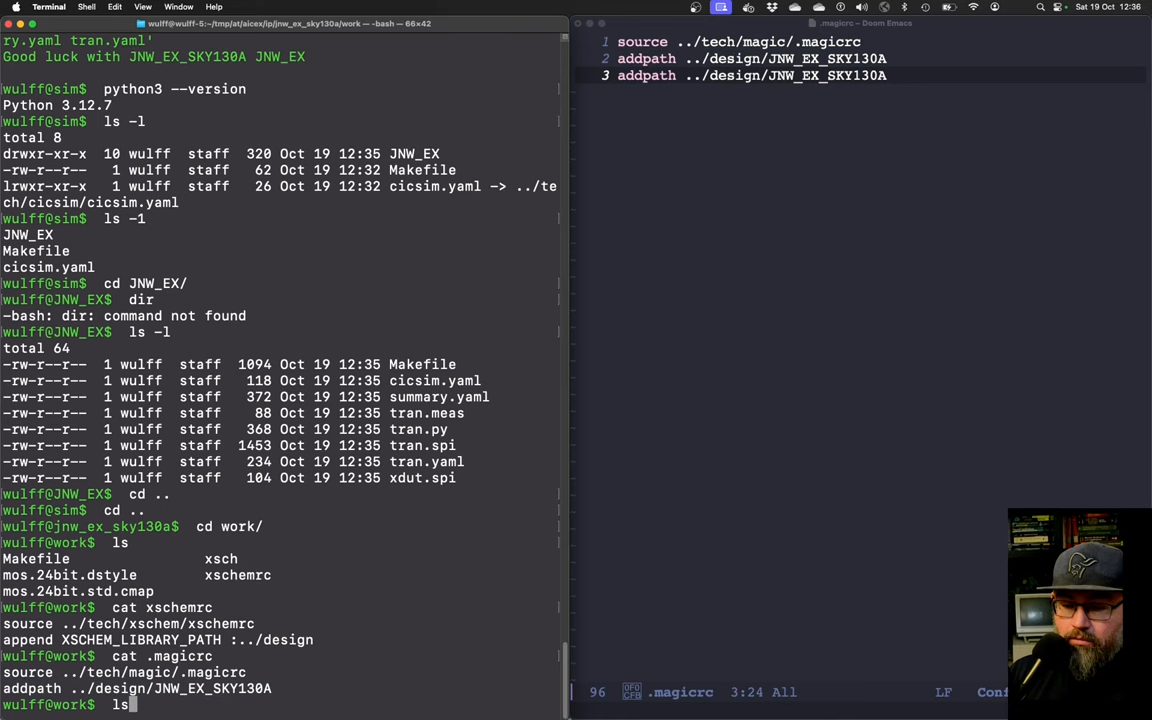 Terminal Shell Edit View Window Help
Sat 19 Oct 12:36
wulff@wulff-5:~/tmp/at/aicex/ip/jnw_ex_sky130a/work — -bash — 66×42
ry.yaml tran.yaml'
Good luck with JNW_EX_SKY130A JNW_EX
wulff@sim$ python3 --version
Python 3.12.7
wulff@sim$ ls -l
total 8
drwxr-xr-x 10 wulff staff 320 Oct 19 12:35 JNW_EX
-rw-r--r-- 1 wulff staff 62 Oct 19 12:32 Makefile
lrwxr-xr-x 1 wulff staff 26 Oct 19 12:32 cicsim.yaml -> ../te
ch/cicsim/cicsim.yaml
wulff@sim$ ls -1
JNW_EX
Makefile
cicsim.yaml
wulff@sim$ cd JNW_EX/
wulff@JNW_EX$ dir
-bash: dir: command not found
wulff@JNW_EX$ ls -l
total 64
-rw-r--r-- 1 wulff staff 1094 Oct 19 12:35 Makefile
-rw-r--r-- 1 wulff staff 118 Oct 19 12:35 cicsim.yaml
-rw-r--r-- 1 wulff staff 372 Oct 19 12:35 summary.yaml
-rw-r--r-- 1 wulff staff 88 Oct 19 12:35 tran.meas
-rw-r--r-- 1 wulff staff 368 Oct 19 12:35 tran.py
-rw-r--r-- 1 wulff staff 1453 Oct 19 12:35 tran.spi
-rw-r--r-- 1 wulff staff 234 Oct 19 12:35 tran.yaml
-rw-r--r-- 1 wulff staff 104 Oct 19 12:35 xdut.spi
wulff@JNW_EX$ cd ..
wulff@sim$ cd ..
wulff@jnw_ex_sky130a$ cd work/
wulff@work$ ls
Makefile xsch
mos.24bit.dstyle xschemrc
mos.24bit.std.cmap
wulff@work$ cat xschemrc
source ../tech/xschem/xschemrc
append XSCHEM_LIBRARY_PATH :../design
wulff@work$ cat .magicrc
source ../tech/magic/.magicrc
addpath ../design/JNW_EX_SKY130A
wulff@work$ ls
.magicrc – Doom Emacs
1 source ../tech/magic/.magicrc
2 addpath ../design/JNW_EX_SKY130A
3 addpath ../design/JNW_EX_SKY130A
96 .magicrc 3:24 All LF Conf